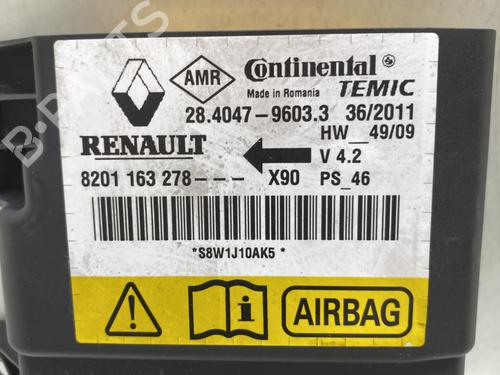 AMR
Continental
Made in Romania TEMIC
28.4047-9603.3 36/2011
HW_49/09
RENAULT
V 4.2
8201 163 278--- X90 PS_46
*S8W1J10AK5*
i
AIRBAG
B-PARTS